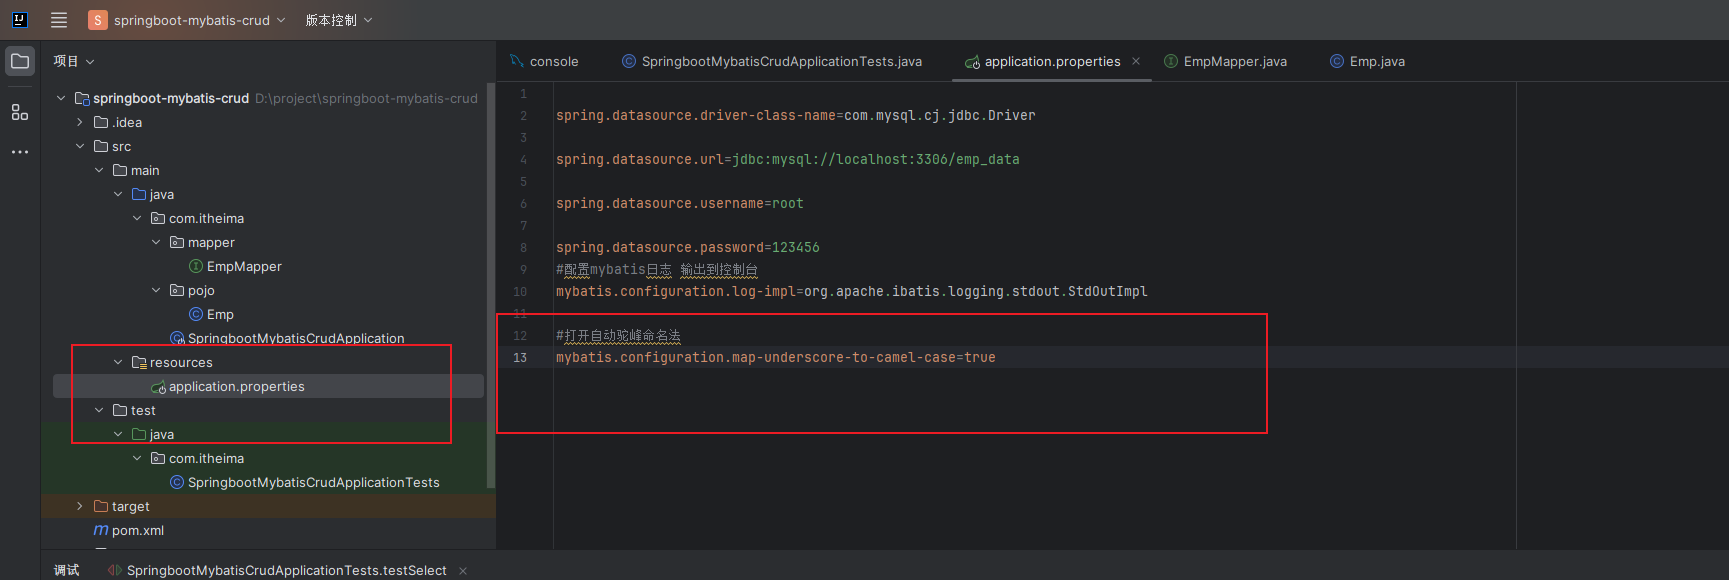 IJ
S springboot-mybatis-crud 版本控制
项目
springboot-mybatis-crud D:\project\springboot-mybatis-crud
.idea
src
main
java
com.itheima
mapper
EmpMapper
pojo
Emp
SpringbootMybatisCrudApplication
resources
application.properties
test
java
com.itheima
SpringbootMybatisCrudApplicationTests
target
pom.xml
console SpringbootMybatisCrudApplicationTests.java application.properties EmpMapper.java Emp.java
1
2 spring.datasource.driver-class-name=com.mysql.cj.jdbc.Driver
3
4 spring.datasource.url=jdbc:mysql://localhost:3306/emp_data
5
6 spring.datasource.username=root
7
8 spring.datasource.password=123456
9 #配置mybatis日志 输出到控制台
10 mybatis.configuration.log-impl=org.apache.ibatis.logging.stdout.StdOutImpl
11
12 #打开自动驼峰命名法
13 mybatis.configuration.map-underscore-to-camel-case=true
调试 SpringbootMybatisCrudApplicationTests.testSelect